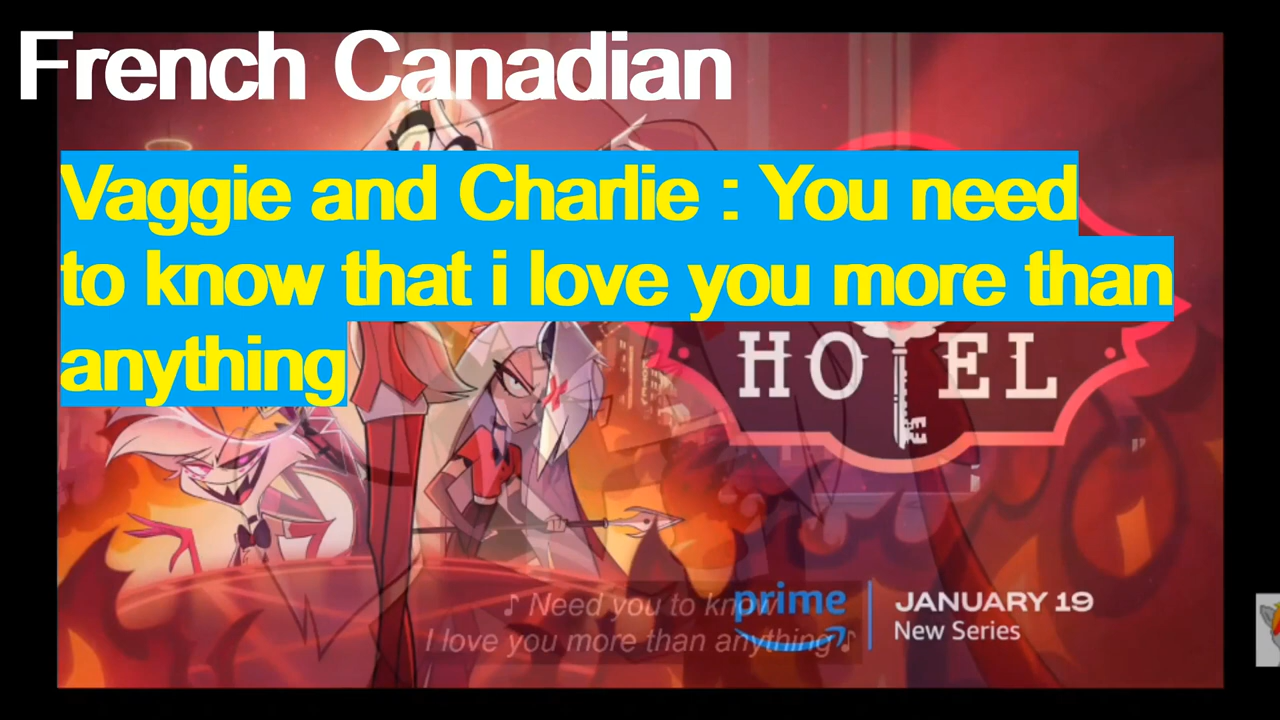 French Canadian
Vaggie and Charlie : You need
to know that i love you more than
anything
HOTEL
♪ Need you to know
I love you more than anything ♪
prime
JANUARY 19
New Series